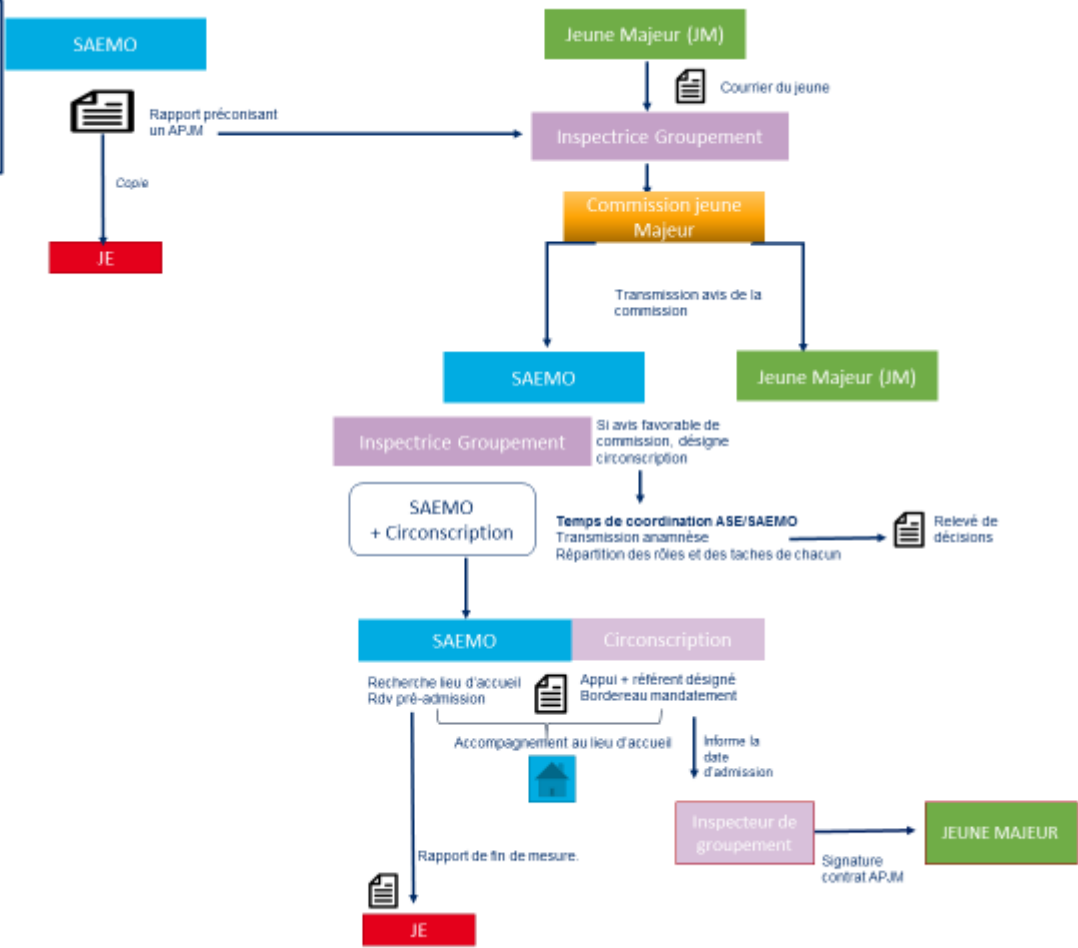 SAEMO
Jeune Majeur (JM)
Rapport préconisant
un APJM
Courrier du jeune
Inspectrice Groupement
Copie
Commission jeune
Majeur
JE
Transmission avis de la
commission
SAEMO
Jeune Majeur (JM)
Inspectrice Groupement
Si avis favorable de
commission, désigne
circonscription
SAEMO
+ Circonscription
Temps de coordination ASE/SAEMO
Transmission anamnèse
Répartition des rôles et des taches de chacun
Relevé de
décisions
SAEMO
Circonscription
Recherche lieu d'accueil
Rdv pré-admission
Appui + référent désigné
Bordereau mandatement
Accompagnement au lieu d'accueil
Informe la
date
d'admission
Inspecteur de
groupement
JEUNE MAJEUR
Signature
contrat APJM
Rapport de fin de mesure.
JE